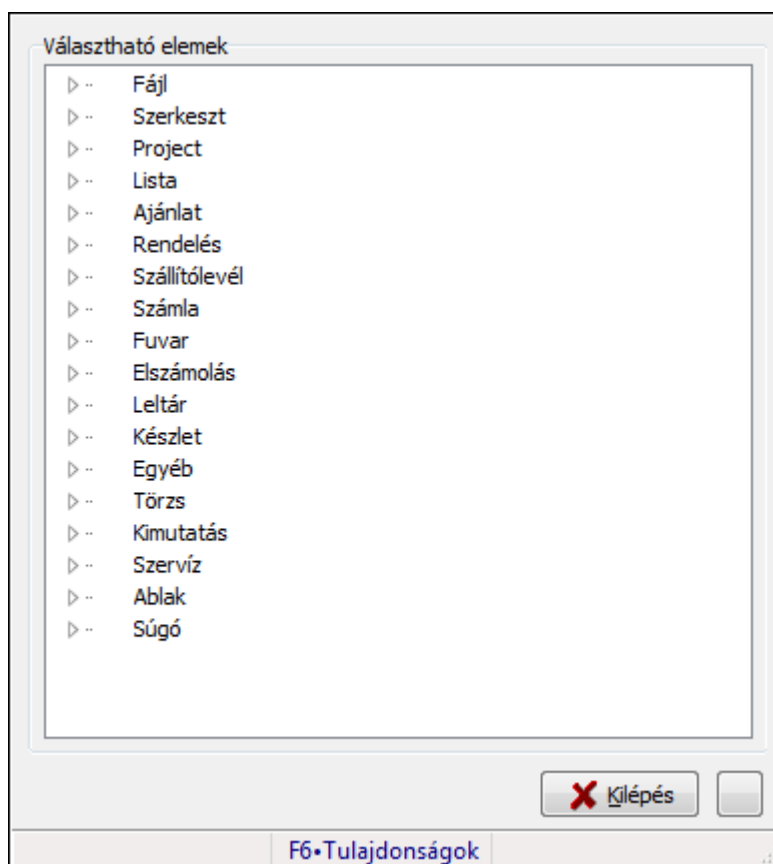 Választható elemek
Fájl
Szerkeszt
Project
Lista
Ajánlat
Rendelés
Szállítólevél
Számla
Fuvar
Elszámolás
Leltár
Készlet
Egyéb
Törzs
Kimutatás
Szervíz
Ablak
Súgó
Kilépés
F6•Tulajdonságok